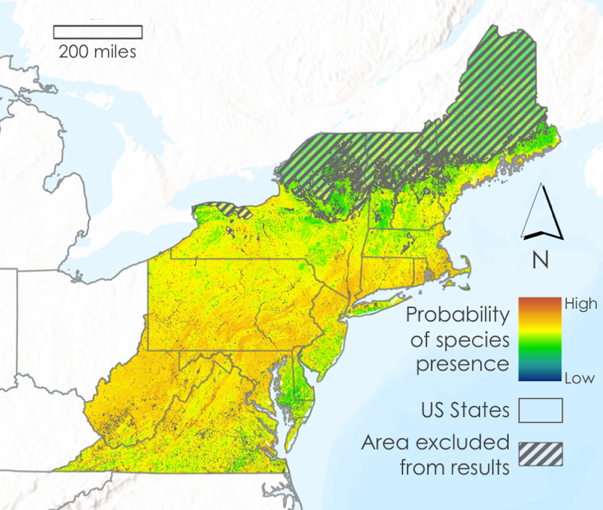 200 miles
N
Probability
of species
presence
High
Low
US States
Area excluded
from results